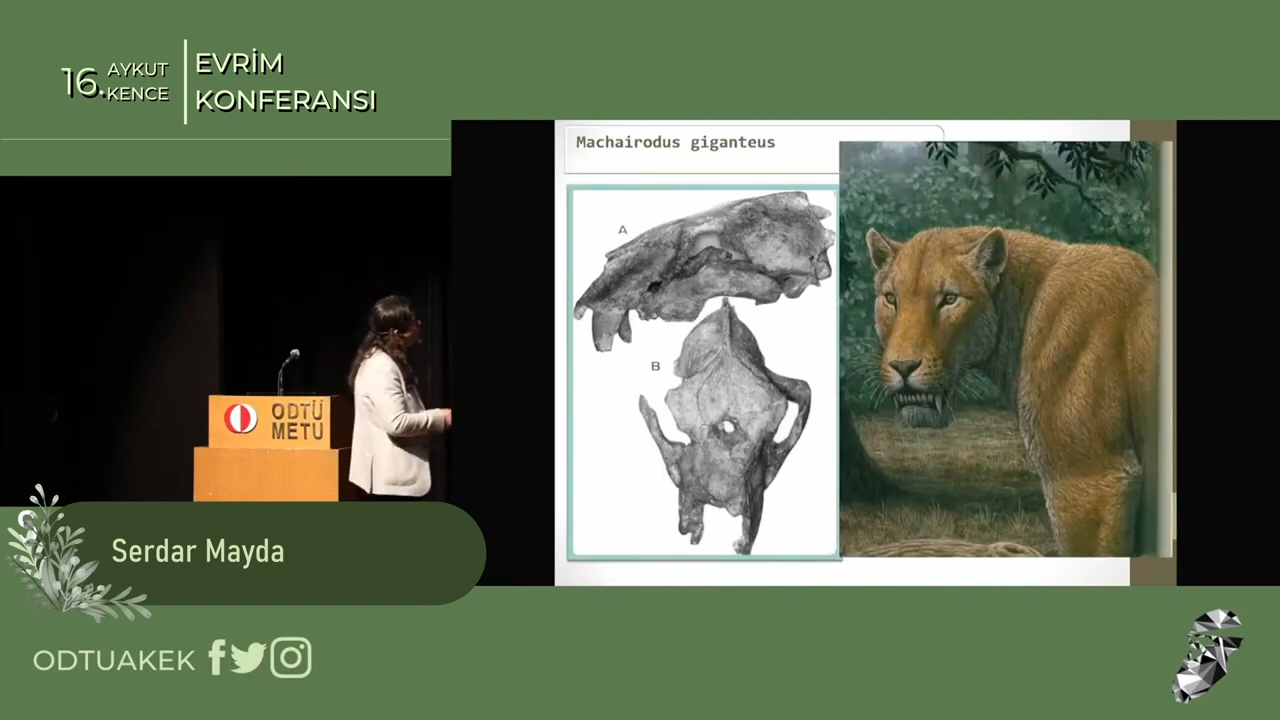 16.
AYKUT
KENCE
EVRİM
KONFERANSI
Machairodus giganteus
A
B
ODTÜ
METU
Serdar Mayda
ODTUAKEK